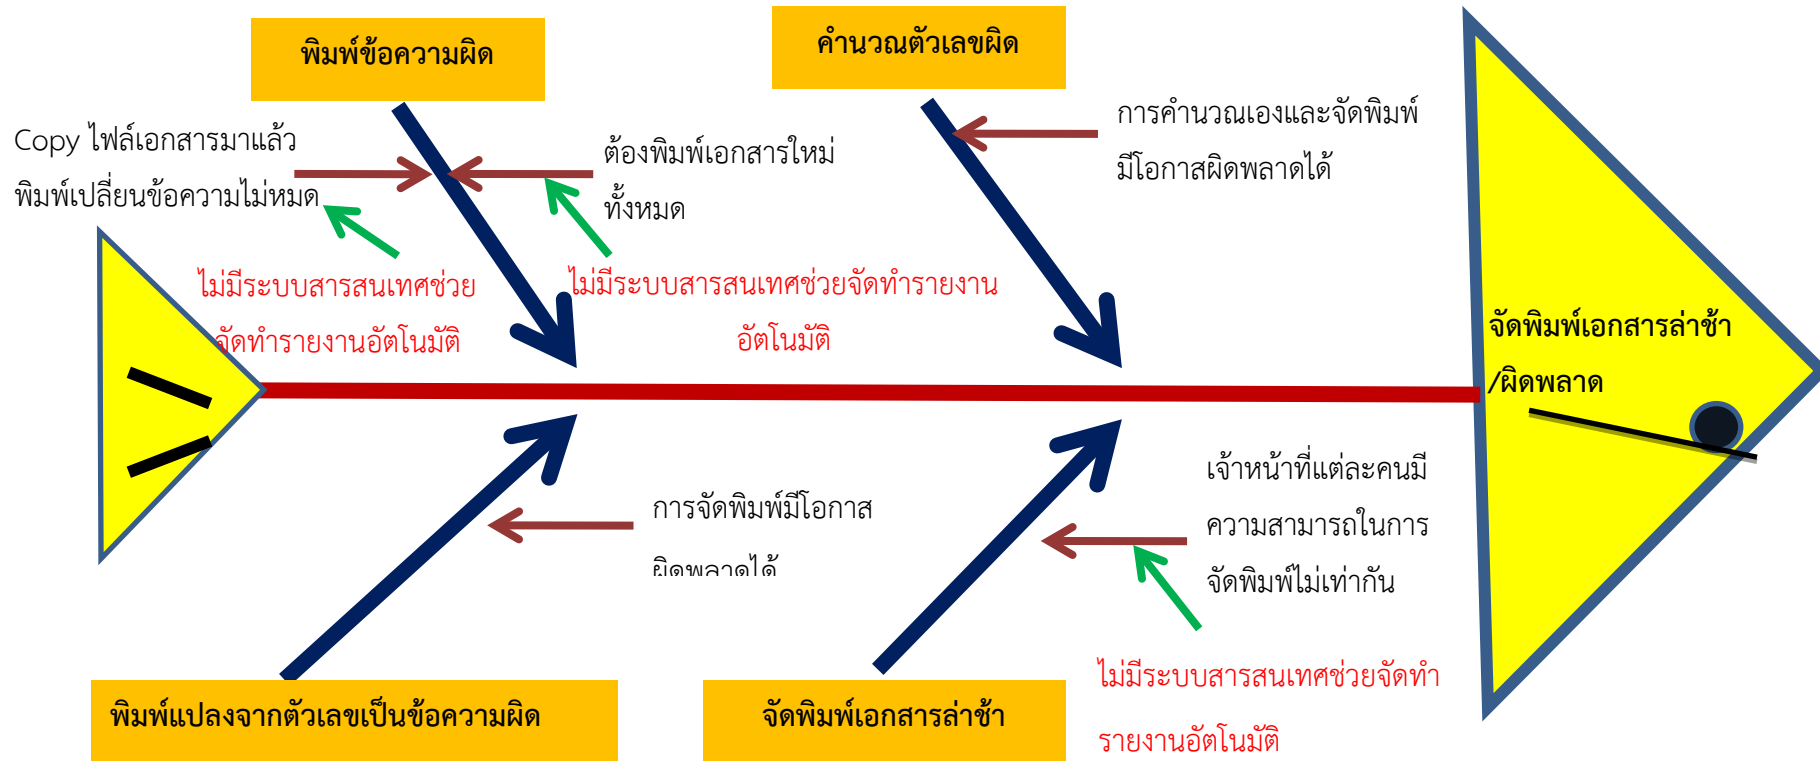 พิมพ์ข้อความผิด
คำนวณตัวเลขผิด
Copy ไฟล์เอกสารมาแล้ว
พิมพ์เปลี่ยนข้อความไม่หมด
ต้องพิมพ์เอกสารใหม่
ทั้งหมด
การคำนวณเองและจัดพิมพ์
มีโอกาสผิดพลาดได้
ไม่มีระบบสารสนเทศช่วย
จัดทำรายงานอัตโนมัติ
ไม่มีระบบสารสนเทศช่วยจัดทำรายงาน
อัตโนมัติ
จัดพิมพ์เอกสารล่าช้า
/ผิดพลาด
การจัดพิมพ์มีโอกาส
ผิดพลาดได้
เจ้าหน้าที่แต่ละคนมี
ความสามารถในการ
จัดพิมพ์ไม่เท่ากัน
ไม่มีระบบสารสนเทศช่วยจัดทำ
รายงานอัตโนมัติ
พิมพ์แปลงจากตัวเลขเป็นข้อความผิด
จัดพิมพ์เอกสารล่าช้า